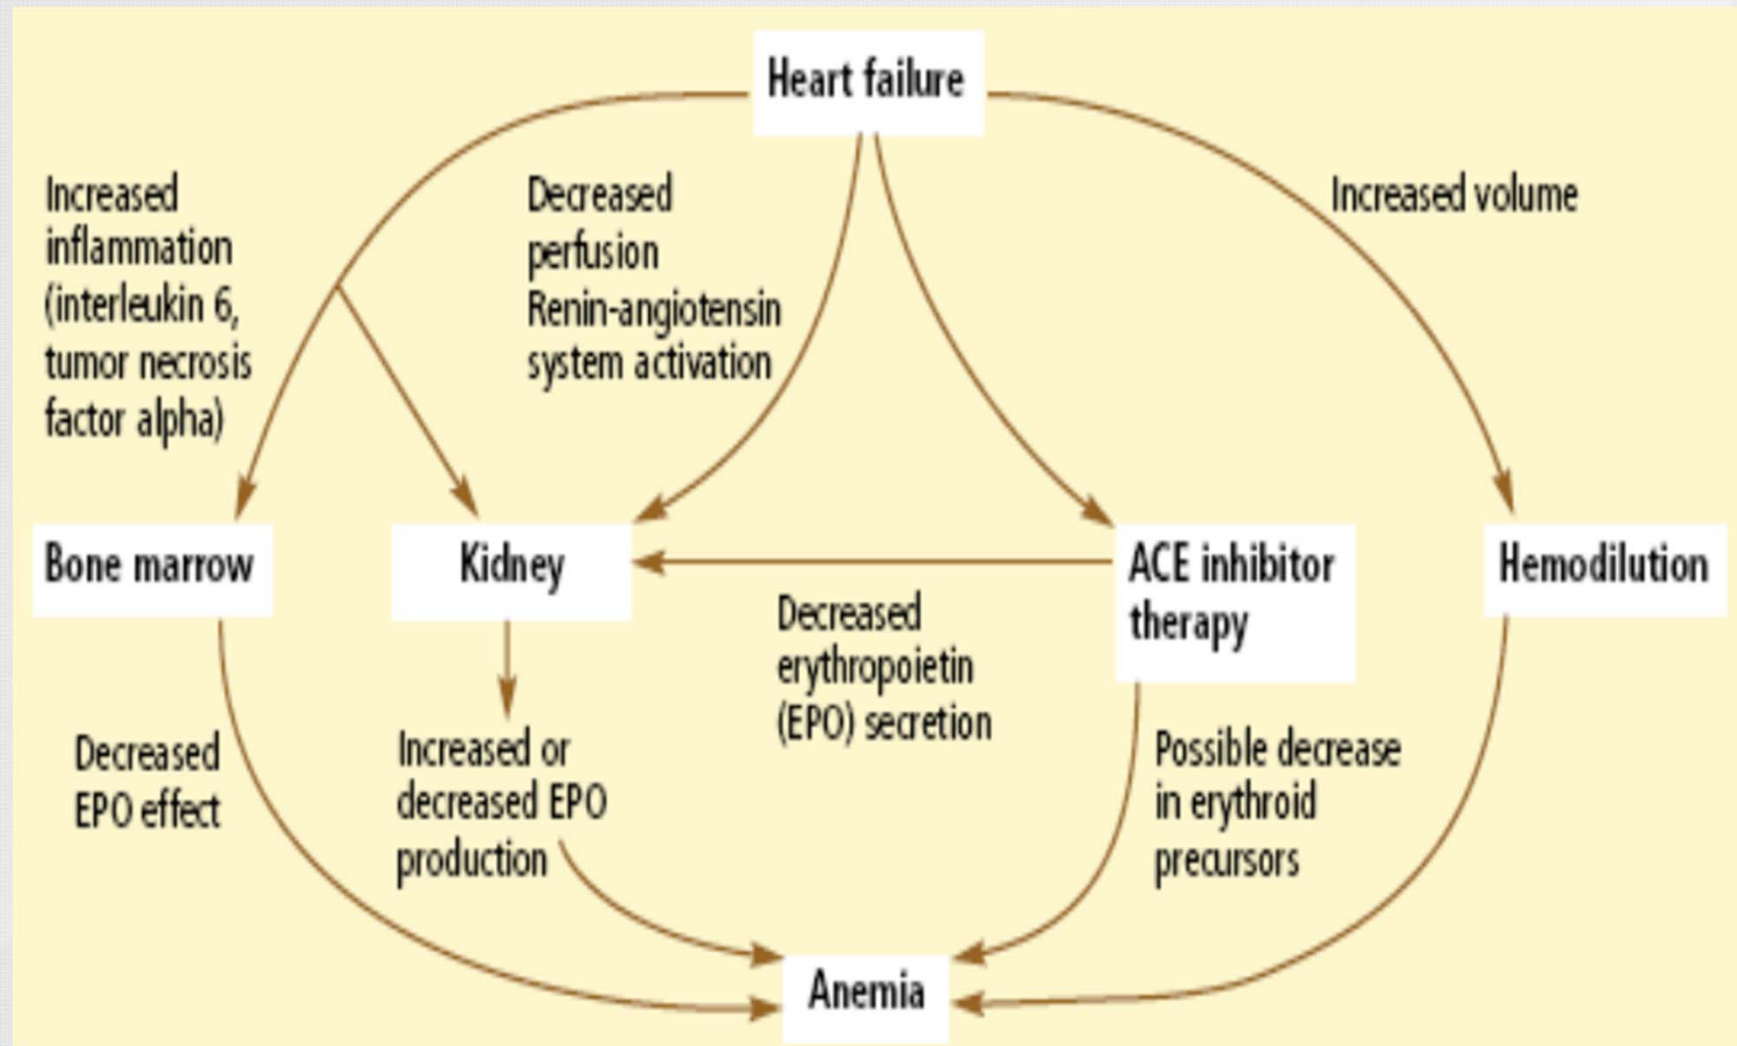 Heart failure
Increased
inflammation
(interleukin 6,
tumor necrosis
factor alpha)
Decreased
perfusion
Renin-angiotensin
system activation
Increased volume
Bone marrow
Kidney
ACE inhibitor
therapy
Hemodilution
Decreased
erythropoietin
(EPO) secretion
Decreased
EPO effect
Increased or
decreased EPO
production
Possible decrease
in erythroid
precursors
Anemia